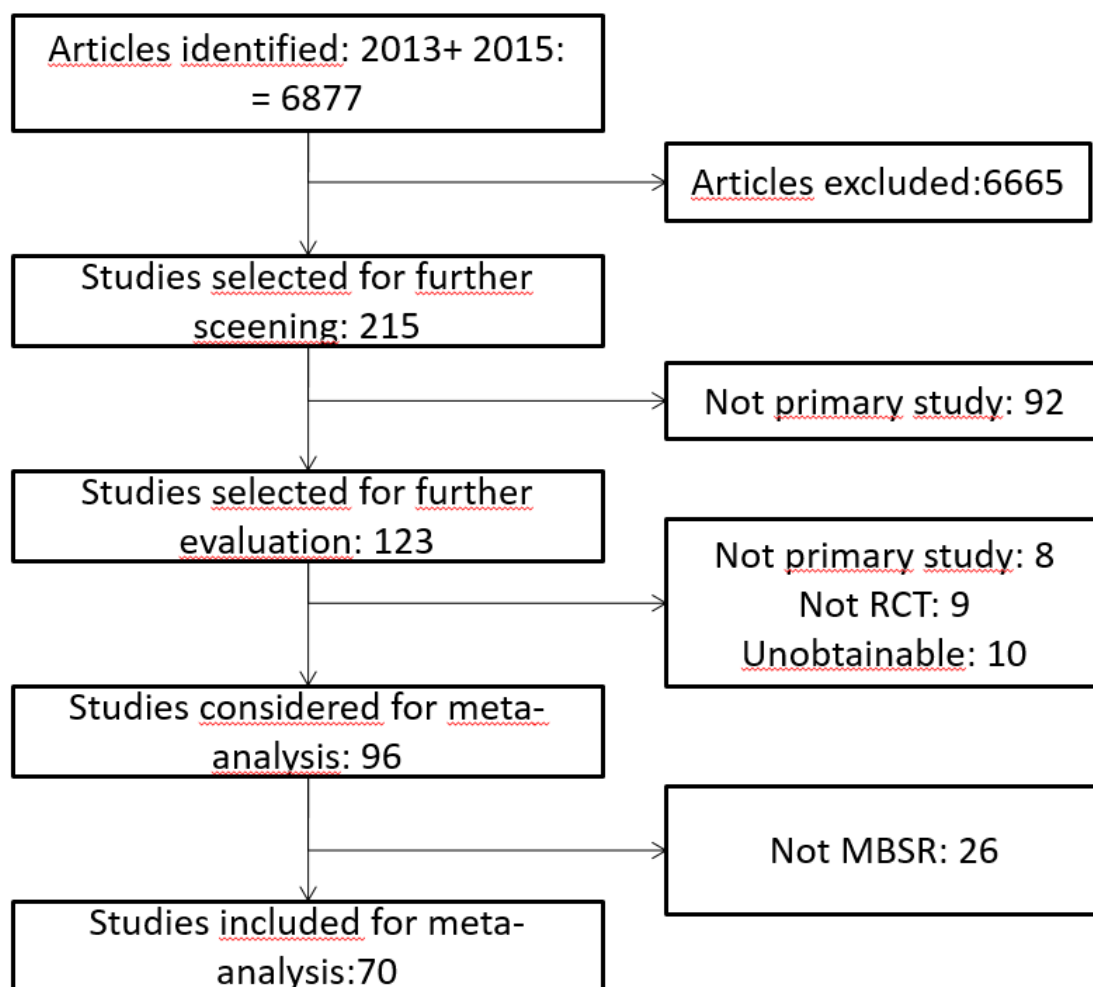 Articles identified: 2013+ 2015:
= 6877
Articles excluded:6665
Studies selected for further
sceening: 215
Not primary study: 92
Studies selected for further
evaluation: 123
Not primary study: 8
Not RCT: 9
Unobtainable: 10
Studies considered for meta-
analysis: 96
Not MBSR: 26
Studies included for meta-
analysis:70